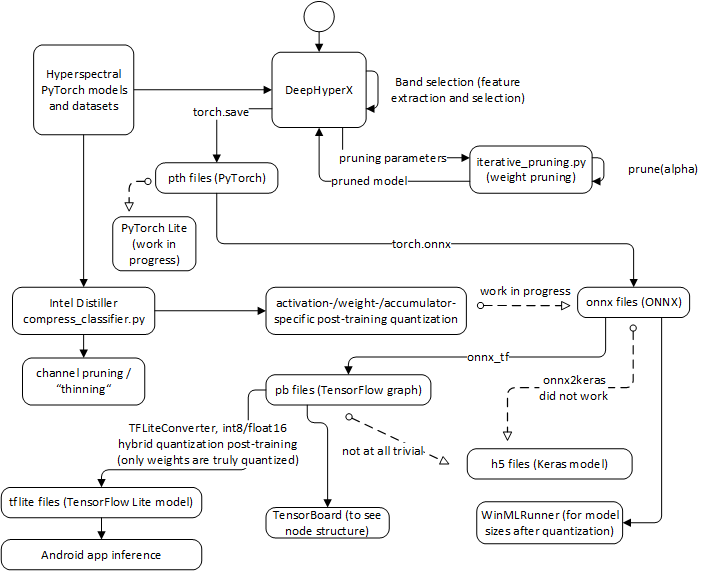 Hyperspectral
PyTorch models
and datasets
DeepHyperX
Band selection (feature
extraction and selection)
torch.save
pruning parameters
iterative_pruning.py
(weight pruning)
prune(alpha)
pruned model
pth files (PyTorch)
PyTorch Lite
(work in
progress)
torch.onnx
Intel Distiller
compress_classifier.py
activation-/weight-/accumulator-
specific post-training quantization
work in progress
onnx files (ONNX)
channel pruning /
"thinning“
onnx_tf
pb files (TensorFlow graph)
onnx2keras
did not work
TFLiteConverter, int8/float16
hybrid quantization post-training
(only weights are truly quantized)
not at all trivial
h5 files (Keras model)
tflite files (TensorFlow Lite model)
TensorBoard (to see
node structure)
WinMLRunner (for model
sizes after quantization)
Android app inference